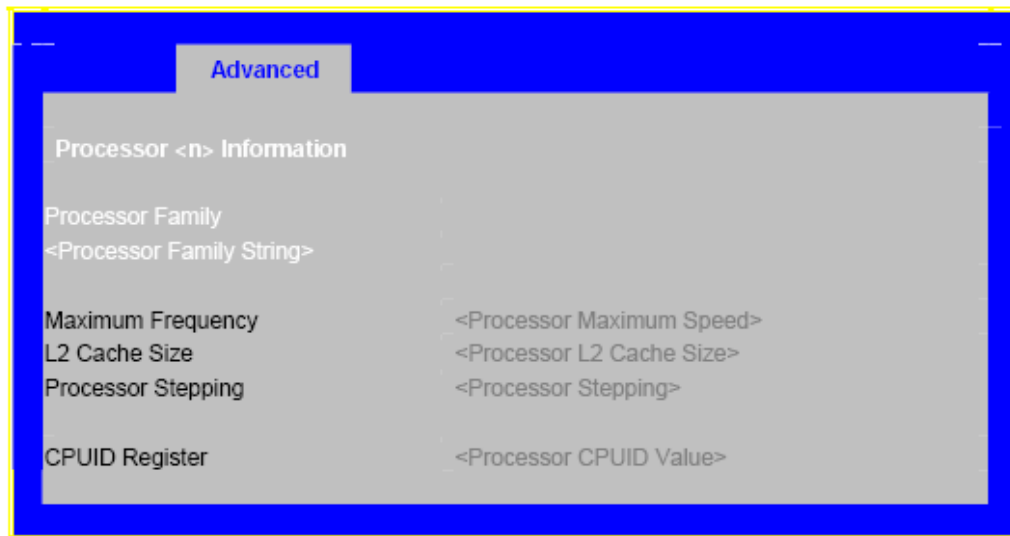 Advanced
Processor <n> Information
Processor Family
<Processor Family String>
Maximum Frequency <Processor Maximum Speed>
L2 Cache Size <Processor L2 Cache Size>
Processor Stepping <Processor Stepping>
CPUID Register <Processor CPUID Value>